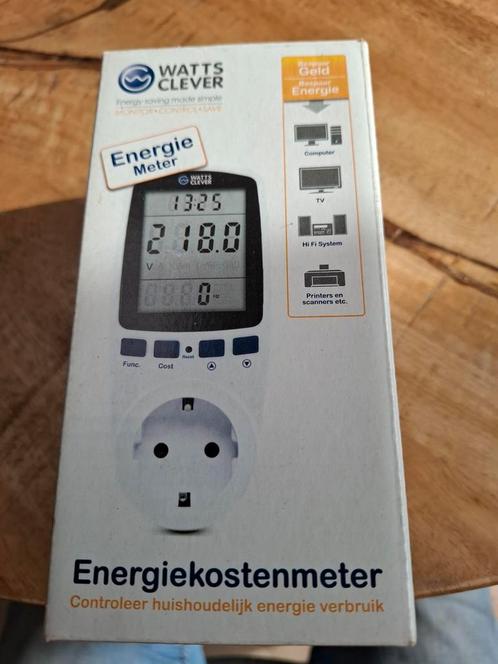 WATTS
CLEVER
Energy-saving made simple
MONITOR•CONTROL•SAVE
Bespaar
Geld
Bespaar
Energie
Energie
Meter
Computer
TV
Hi Fi System
Printers en
scanners etc.
WATTS
CLEVER
13:25
218.0
V
0 Hz
Func.
Cost
Reset
Energiekostenmeter
Controleer huishoudelijk energie verbruik